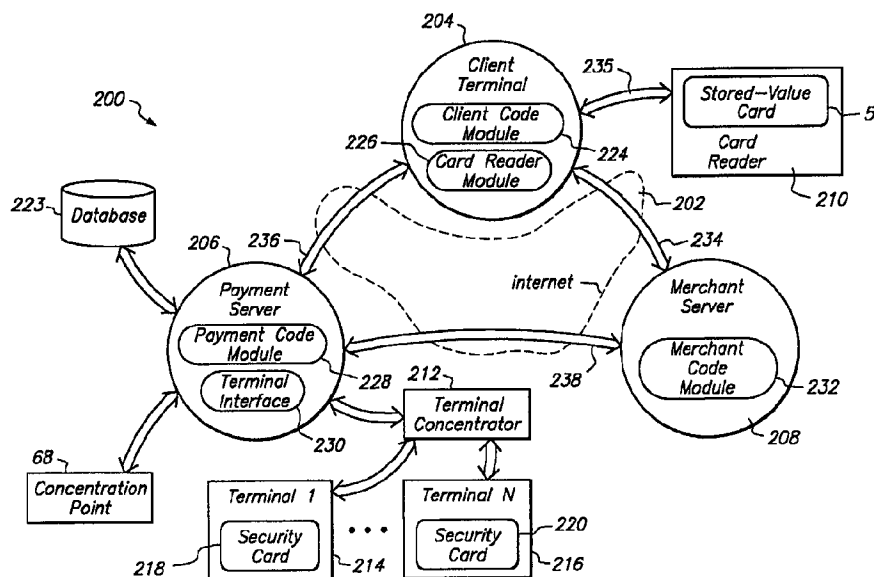 204
Client
Terminal
235
200
Client Code
Module
226
Card Reader
Module
224
Stored-Value
Card
5
Card
Reader
210
223
Database
202
206
236
234
internet
Payment
Server
Payment Code
Module
Merchant
Server
228
212
238
Merchant
Code
Module
232
Terminal
Interface
230
Terminal
Concentrator
208
68
Concentration
Point
Terminal 1
Terminal N
218
Security
Card
214
220
Security
Card
216